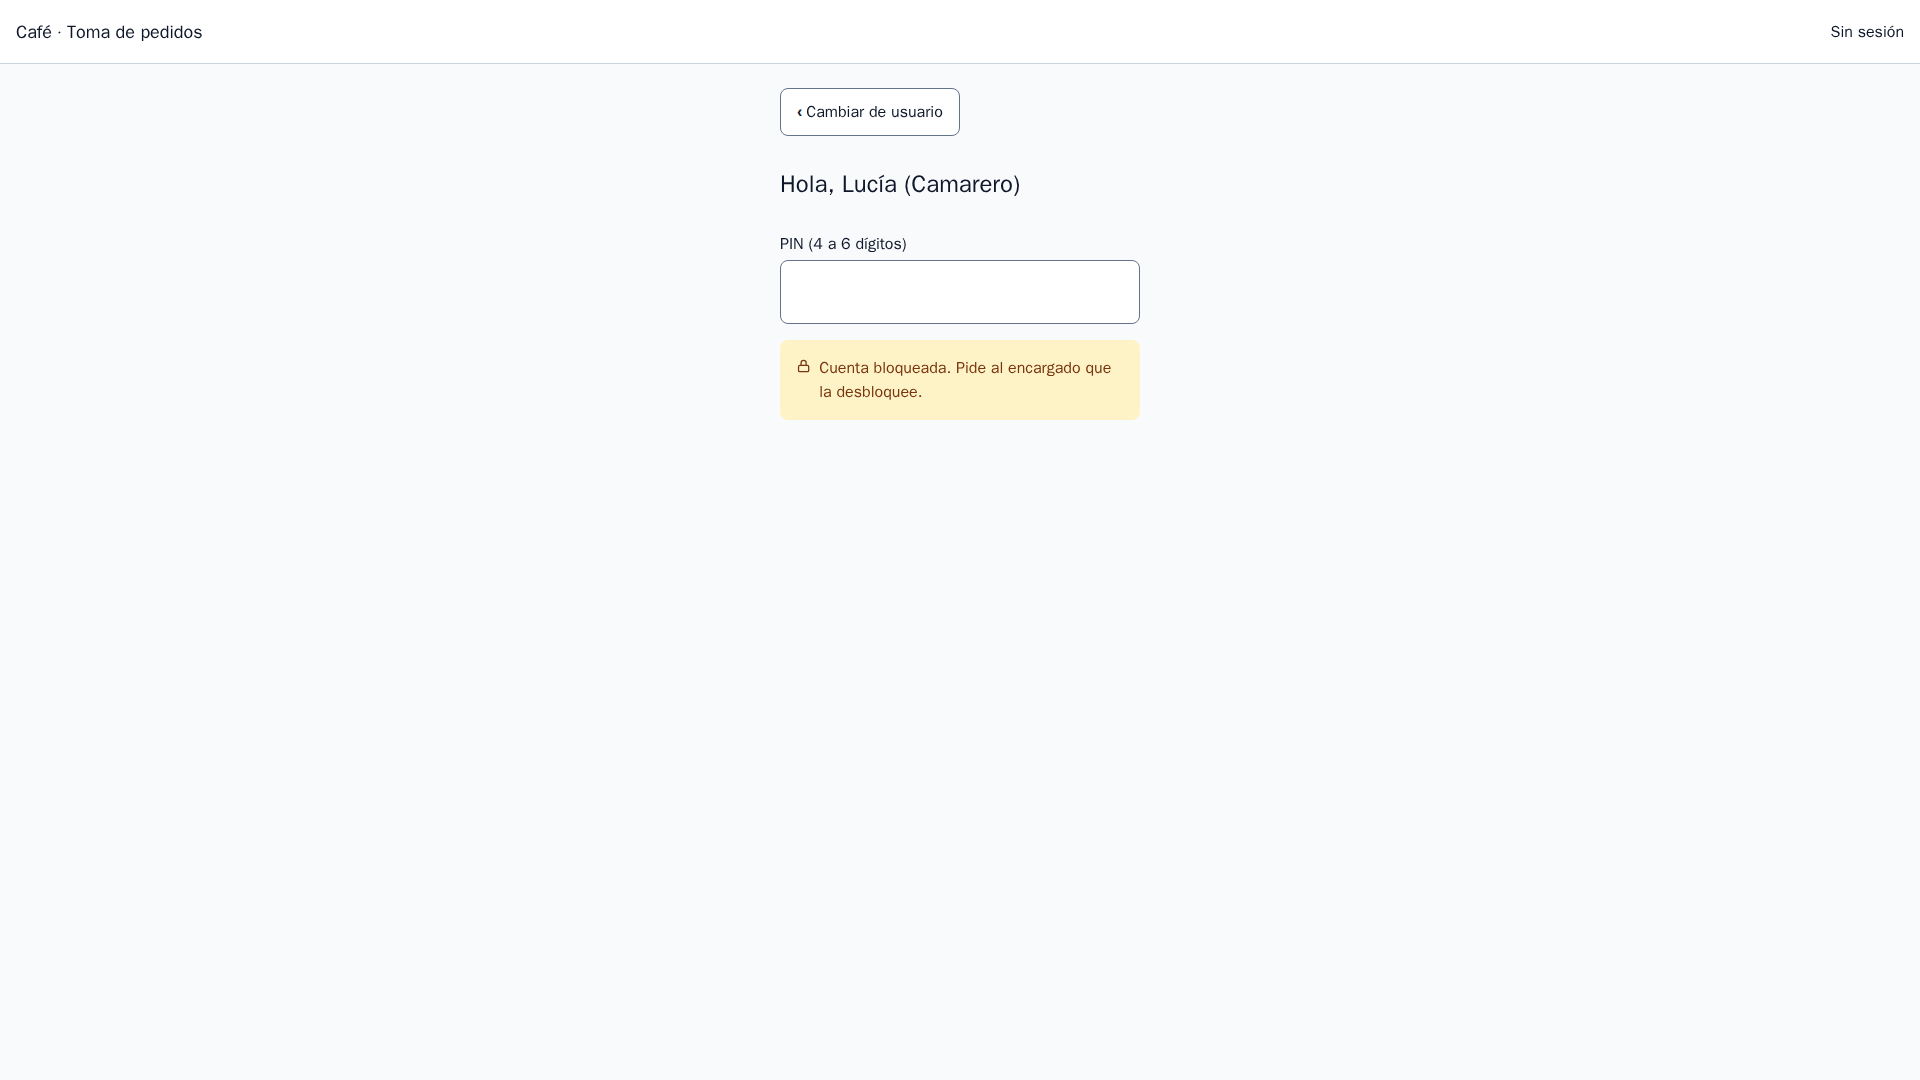 Café · Toma de pedidos
Sin sesión
‹ Cambiar de usuario
Hola, Lucía (Camarero)
PIN (4 a 6 dígitos)
Cuenta bloqueada. Pide al encargado que
la desbloquee.